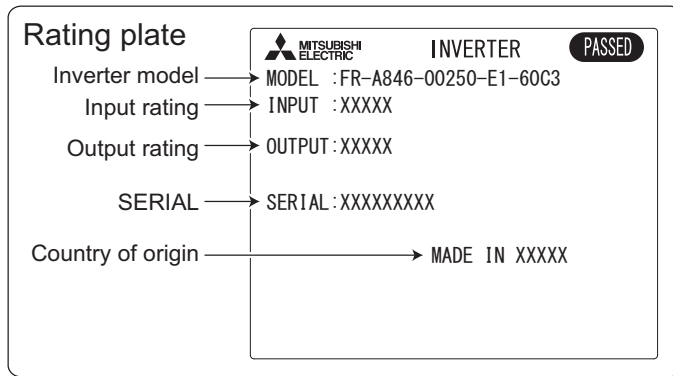 Rating plate
MITSUBISHI ELECTRIC INVERTER PASSED
Inverter model MODEL :FR-A846-00250-E1-60C3
Input rating INPUT :XXXXX
Output rating OUTPUT:XXXXX
SERIAL SERIAL:XXXXXXXXX
Country of origin MADE IN XXXXX